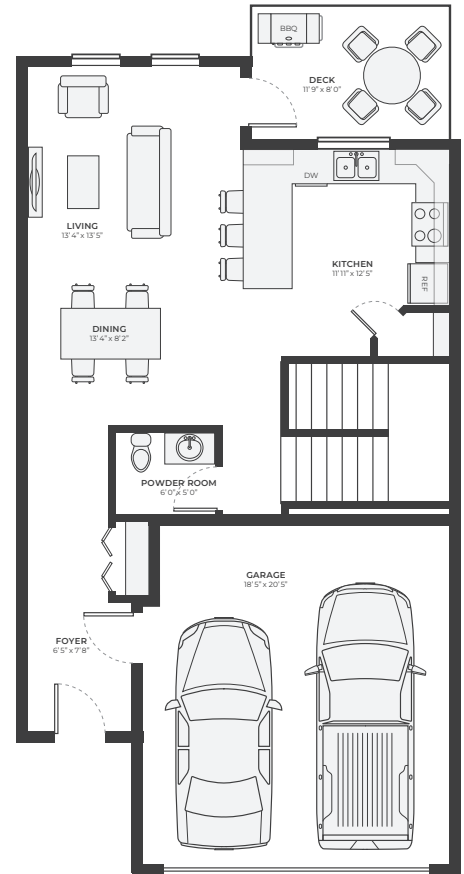 BBQ
DECK
11'9" x 8'0"
DW
LIVING
13'4" x 13'5"
KITCHEN
11'11" x 12'5"
REF
DINING
13'4" x 8'2"
POWDER ROOM
6'0" x 5'0"
GARAGE
18'5" x 20'5"
FOYER
6'5" x 7'8"